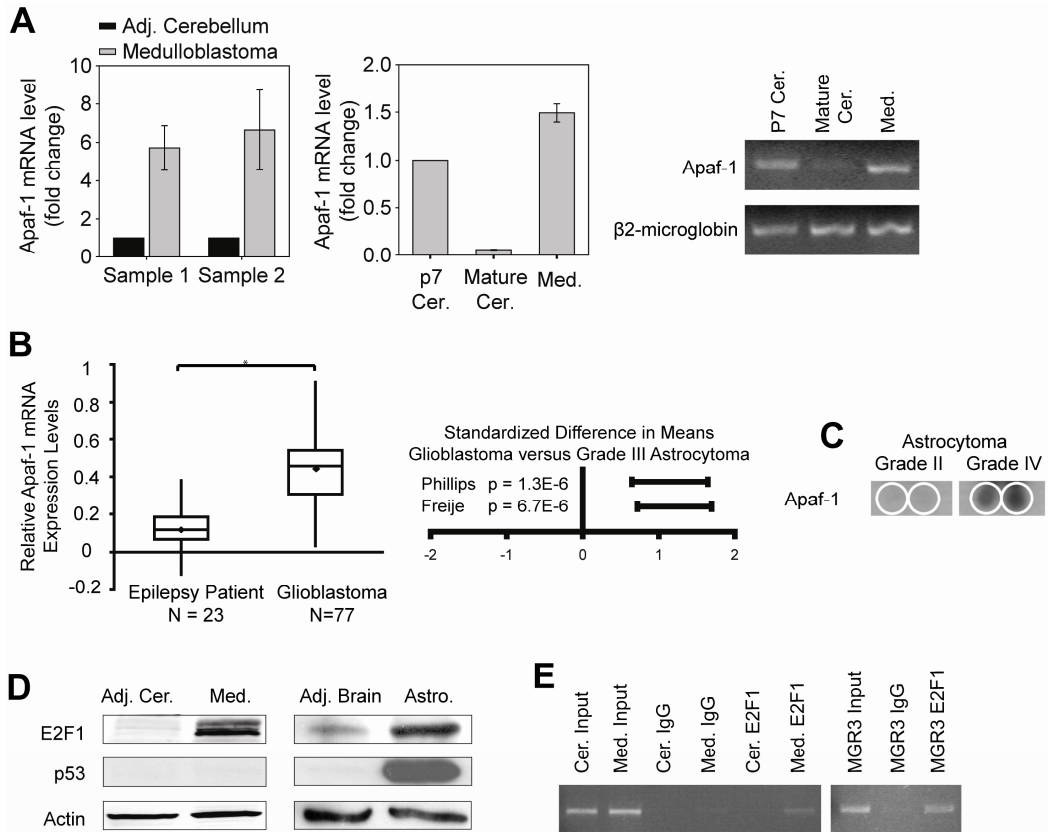 A
Adj. Cerebellum
Medulloblastoma
Apaf-1 mRNA level
(fold change)
10
8
6
4
2
0
Sample 1 Sample 2
Apaf-1 mRNA level
(fold change)
2.0
1.5
1.0
0.5
0.0
p7
Cer.
Mature
Cer.
Med.
P7 Cer.
Mature
Cer.
Med.
Apaf-1
β2-microglobin
B
Relative Apaf-1 mRNA
Expression Levels
1
0.8
0.6
0.4
0.2
0
-0.2
*
Epilepsy Patient
N = 23
Glioblastoma
N=77
Standardized Difference in Means
Glioblastoma versus Grade III Astrocytoma
Phillips p = 1.3E-6
Freije p = 6.7E-6
-2 -1 0 1 2
C
Astrocytoma
Grade II Grade IV
Apaf-1
D
Adj. Cer. Med. Adj. Brain Astro.
E2F1
p53
Actin
E
Cer. Input
Med. Input
Cer. IgG
Med. IgG
Cer. E2F1
Med. E2F1
MGR3 Input
MGR3 IgG
MGR3 E2F1